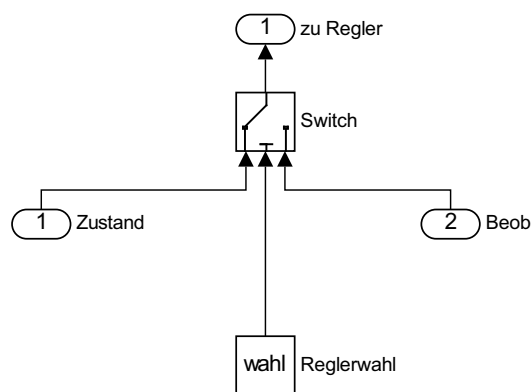 1 zu Regler
Switch
1 Zustand
2 Beob
wahl Reglerwahl